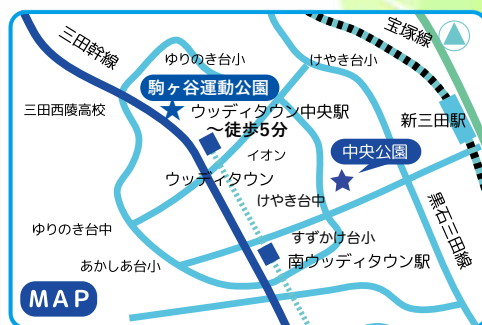 宝塚線
三田幹線
ゆりのき台小
けやき台小
駒ヶ谷運動公園
三田西陵高校
ウッディタウン中央駅
〜徒歩5分
新三田駅
イオン
中央公園
ウッディタウン
けやき台中
黒石三田線
ゆりのき台中
すずかけ台小
あかしあ台小
南ウッディタウン駅
MAP